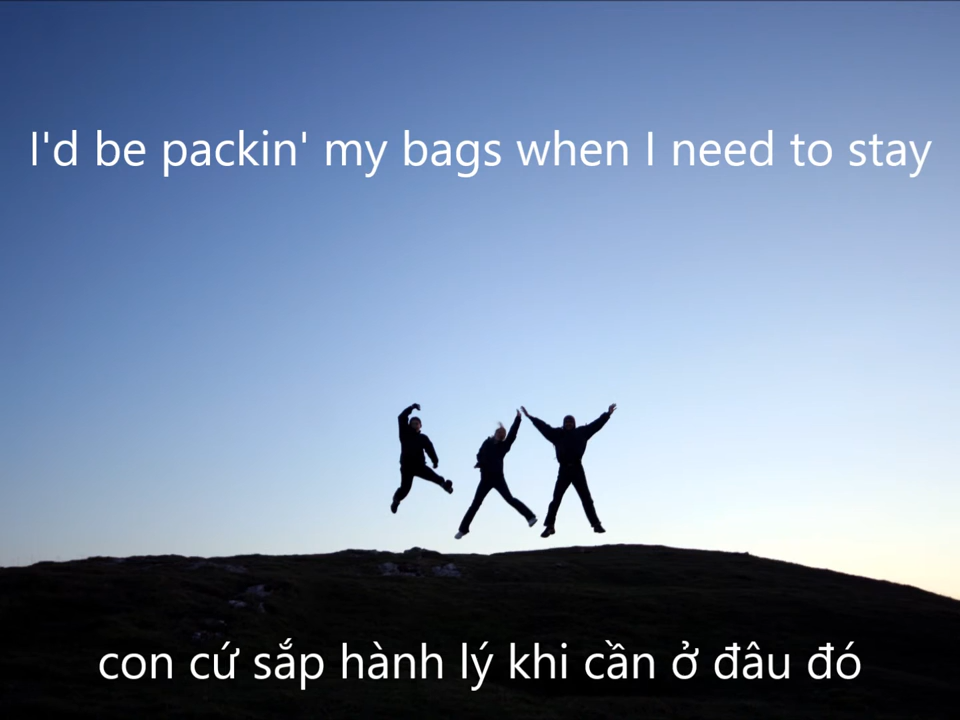 I'd be packin' my bags when I need to stay
con cứ sắp hành lý khi cần ở đâu đó